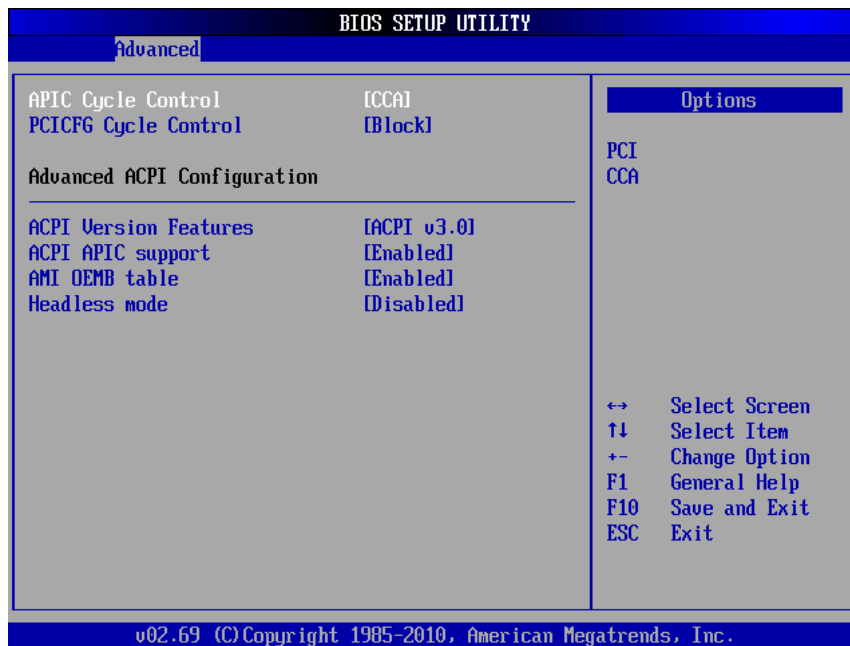 BIOS SETUP UTILITY
Advanced
APIC Cycle Control [CCA]
PCICFG Cycle Control [Block]
Advanced ACPI Configuration
ACPI Version Features [ACPI v3.0]
ACPI APIC support [Enabled]
AMI OEMB table [Enabled]
Headless mode [Disabled]
Options
PCI
CCA
↔ Select Screen
↑↓ Select Item
+- Change Option
F1 General Help
F10 Save and Exit
ESC Exit
v02.69 (C)Copyright 1985-2010, American Megatrends, Inc.